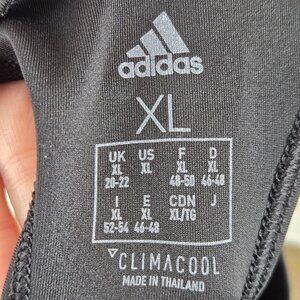 adidas
XL
UK US F D
XL XL XL XL
20-22 48-50 46-48
I E CDN J
XL XL XL/TG
52-54 46-48
CLIMACOOL
MADE IN THAILAND